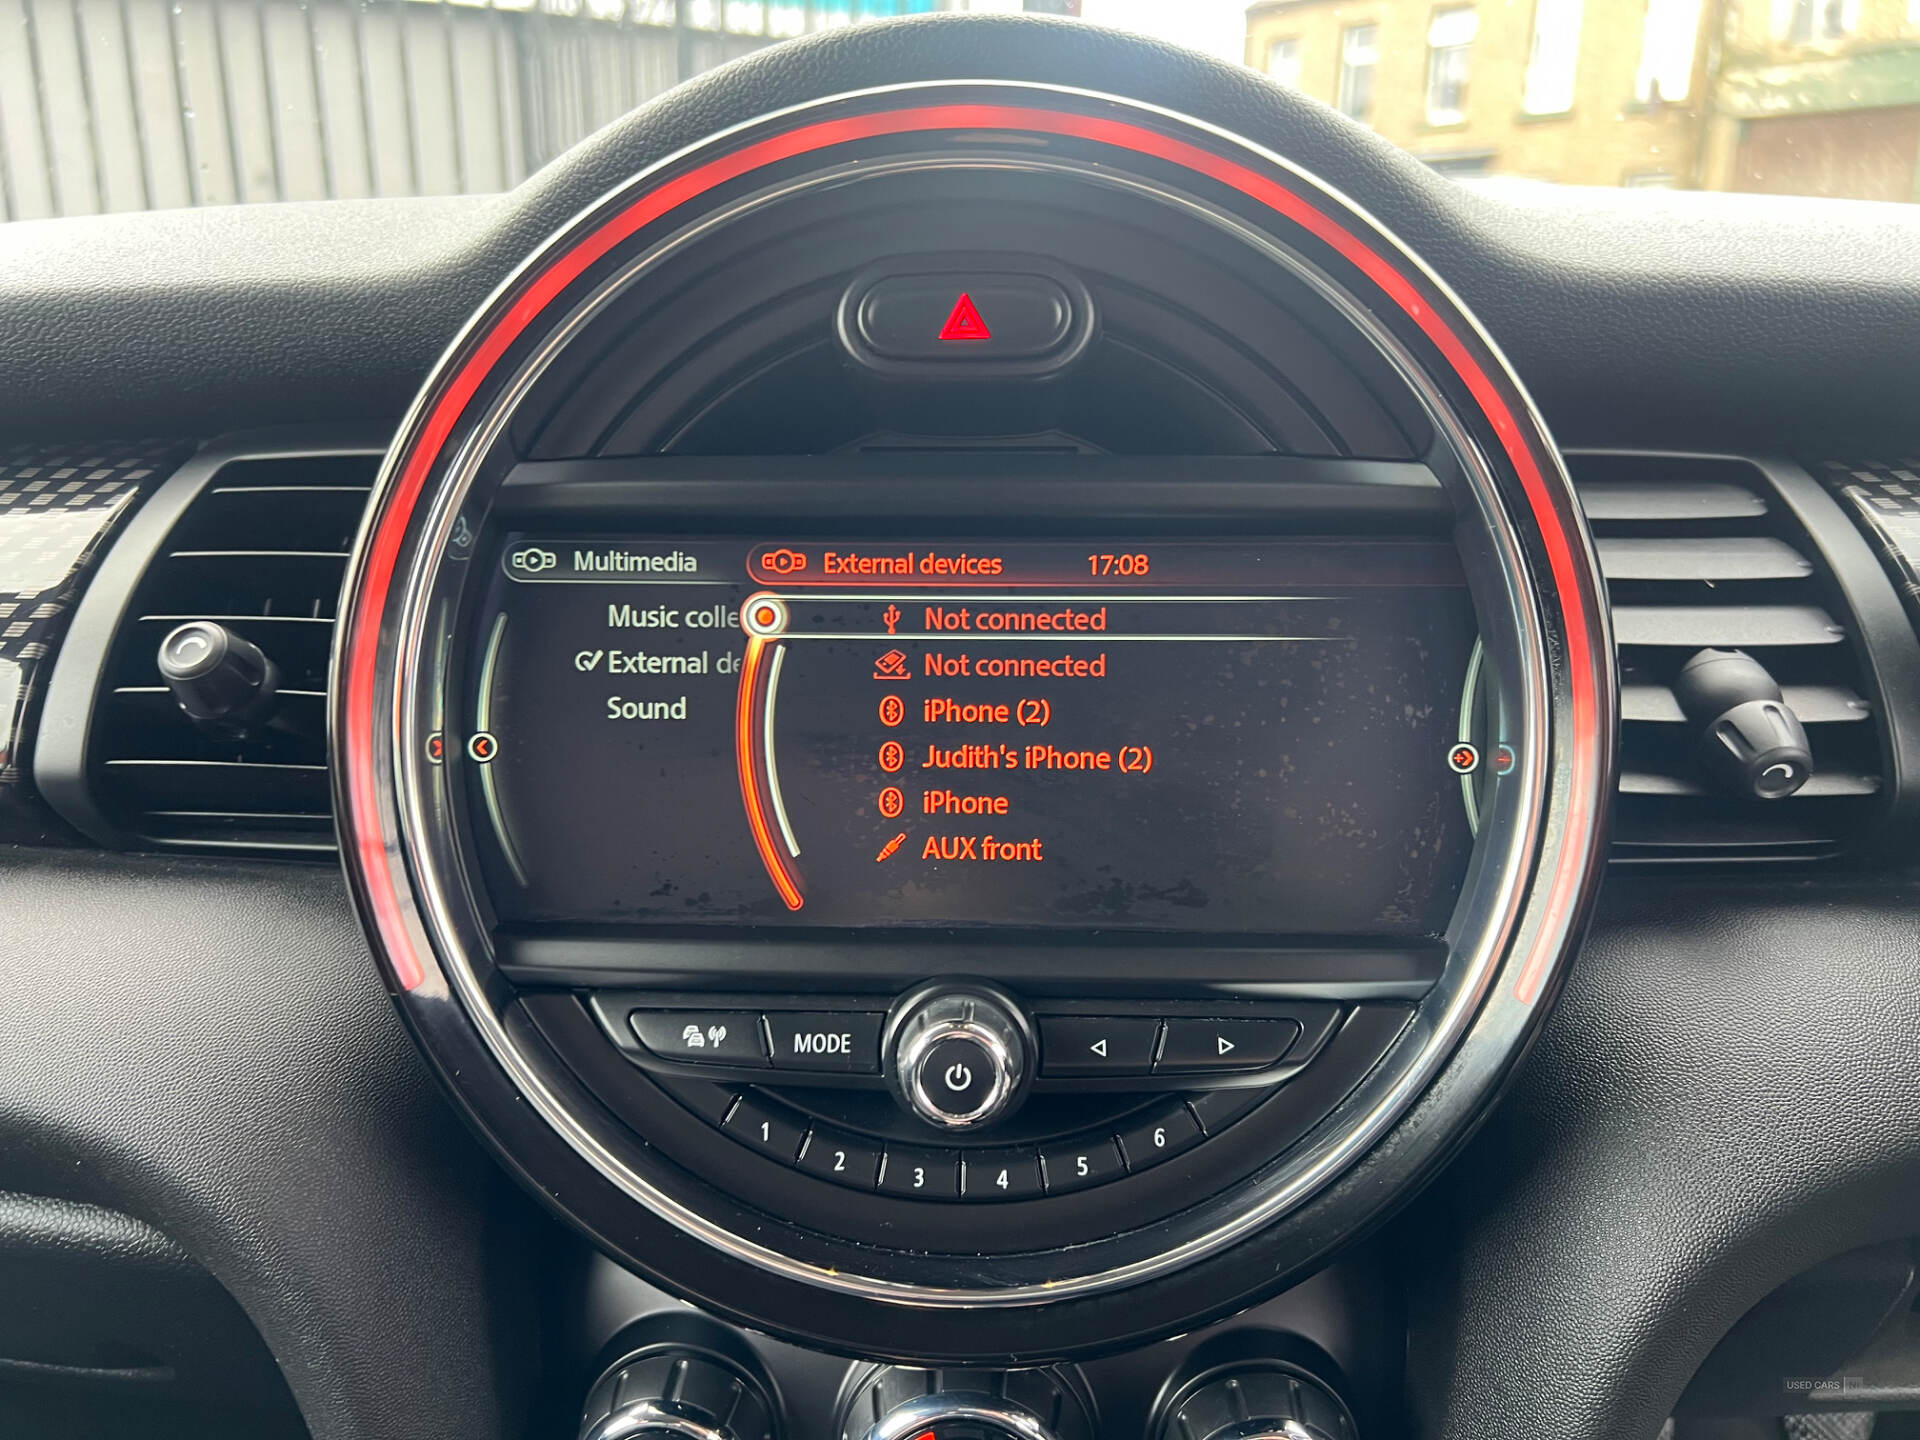 Multimedia
External devices 17:08
Music colle
Not connected
External de
Not connected
Sound
iPhone (2)
Judith's iPhone (2)
iPhone
AUX front
MODE
1
2
3
4
5
6
USED CARS NI